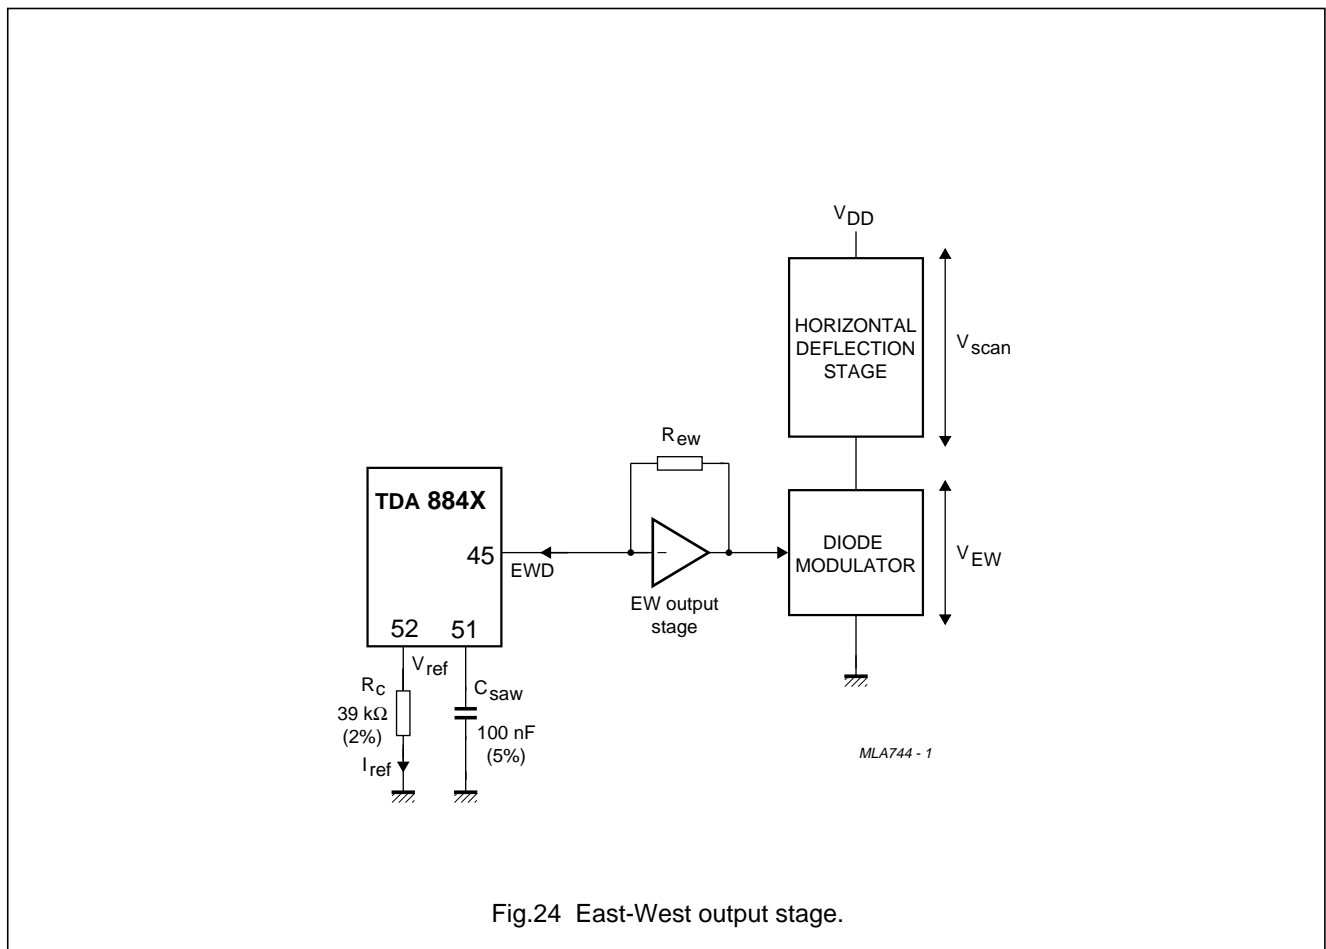 VDD
HORIZONTAL
DEFLECTION
STAGE
Vscan
Rew
TDA 884X
45
EWD
−
EW output
stage
DIODE
MODULATOR
VEW
52
51
Vref
RC
39 kΩ
(2%)
Iref
Csaw
100 nF
(5%)
MLA744 - 1
Fig.24 East-West output stage.